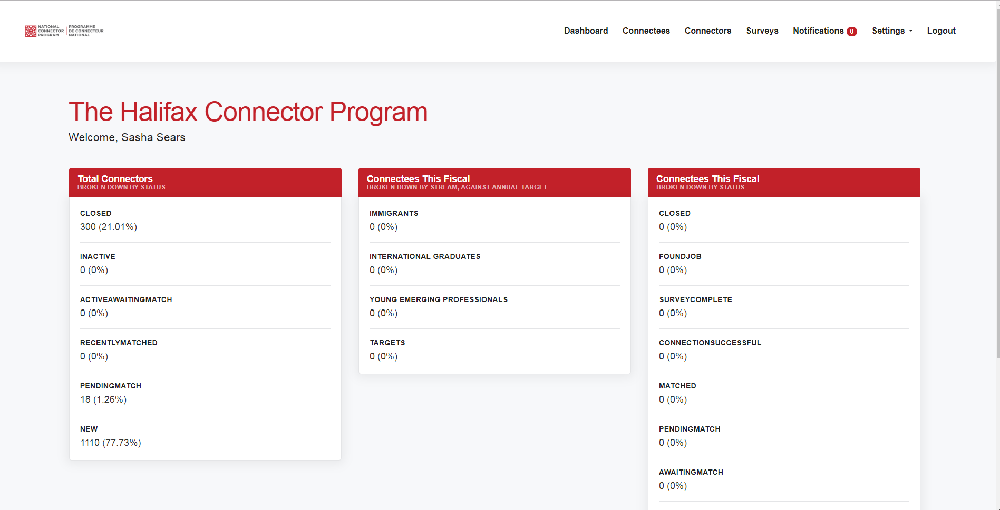 NATIONAL CONNECTOR PROGRAM
PROGRAMME DE CONNECTEUR NATIONAL
Dashboard
Connectees
Connectors
Surveys
Notifications 0
Settings
Logout
The Halifax Connector Program
Welcome, Sasha Sears
Total Connectors
BROKEN DOWN BY STATUS
CLOSED
300 (21.01%)
INACTIVE
0 (0%)
ACTIVEAWAITINGMATCH
0 (0%)
RECENTLYMATCHED
0 (0%)
PENDINGMATCH
18 (1.26%)
NEW
1110 (77.73%)
Connectees This Fiscal
BROKEN DOWN BY STREAM, AGAINST ANNUAL TARGET
IMMIGRANTS
0 (0%)
INTERNATIONAL GRADUATES
0 (0%)
YOUNG EMERGING PROFESSIONALS
0 (0%)
TARGETS
0 (0%)
Connectees This Fiscal
BROKEN DOWN BY STATUS
CLOSED
0 (0%)
FOUNDJOB
0 (0%)
SURVEYCOMPLETE
0 (0%)
CONNECTIONSUCCESSFUL
0 (0%)
MATCHED
0 (0%)
PENDINGMATCH
0 (0%)
AWAITINGMATCH
0 (0%)